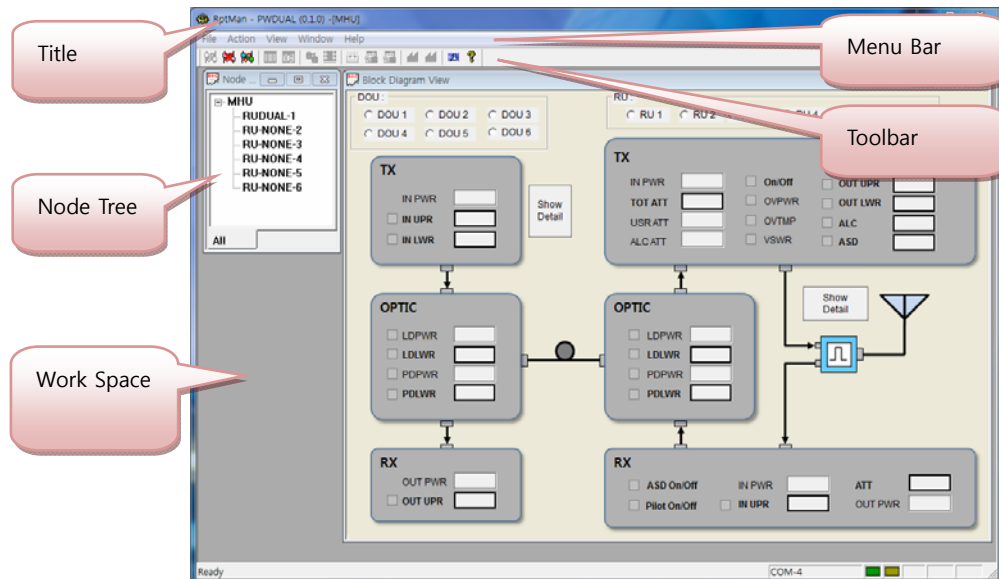 RptMan - PWDUAL (0.1.0) -[MHU]
File Action View Window Help
Title
Menu Bar
Toolbar
Node Tree
Work Space
Node ...
MHU
RUDUAL-1
RU-NONE-2
RU-NONE-3
RU-NONE-4
RU-NONE-5
RU-NONE-6
All
Block Diagram View
DOU :
DOU 1 DOU 2 DOU 3
DOU 4 DOU 5 DOU 6
RU :
RU 1 RU 2
TX
IN PWR
IN UPR
IN LWR
Show
Detail
TX
IN PWR On/Off OUT UPR
TOT ATT OVPWR OUT LWR
USR ATT OVTMP ALC
ALC ATT VSWR ASD
OPTIC
LDPWR
LDLWR
PDPWR
PDLWR
OPTIC
LDPWR
LDLWR
PDPWR
PDLWR
Show
Detail
RX
OUT PWR
OUT UPR
RX
ASD On/Off IN PWR ATT
Pilot On/Off IN UPR OUT PWR
Ready
COM-4